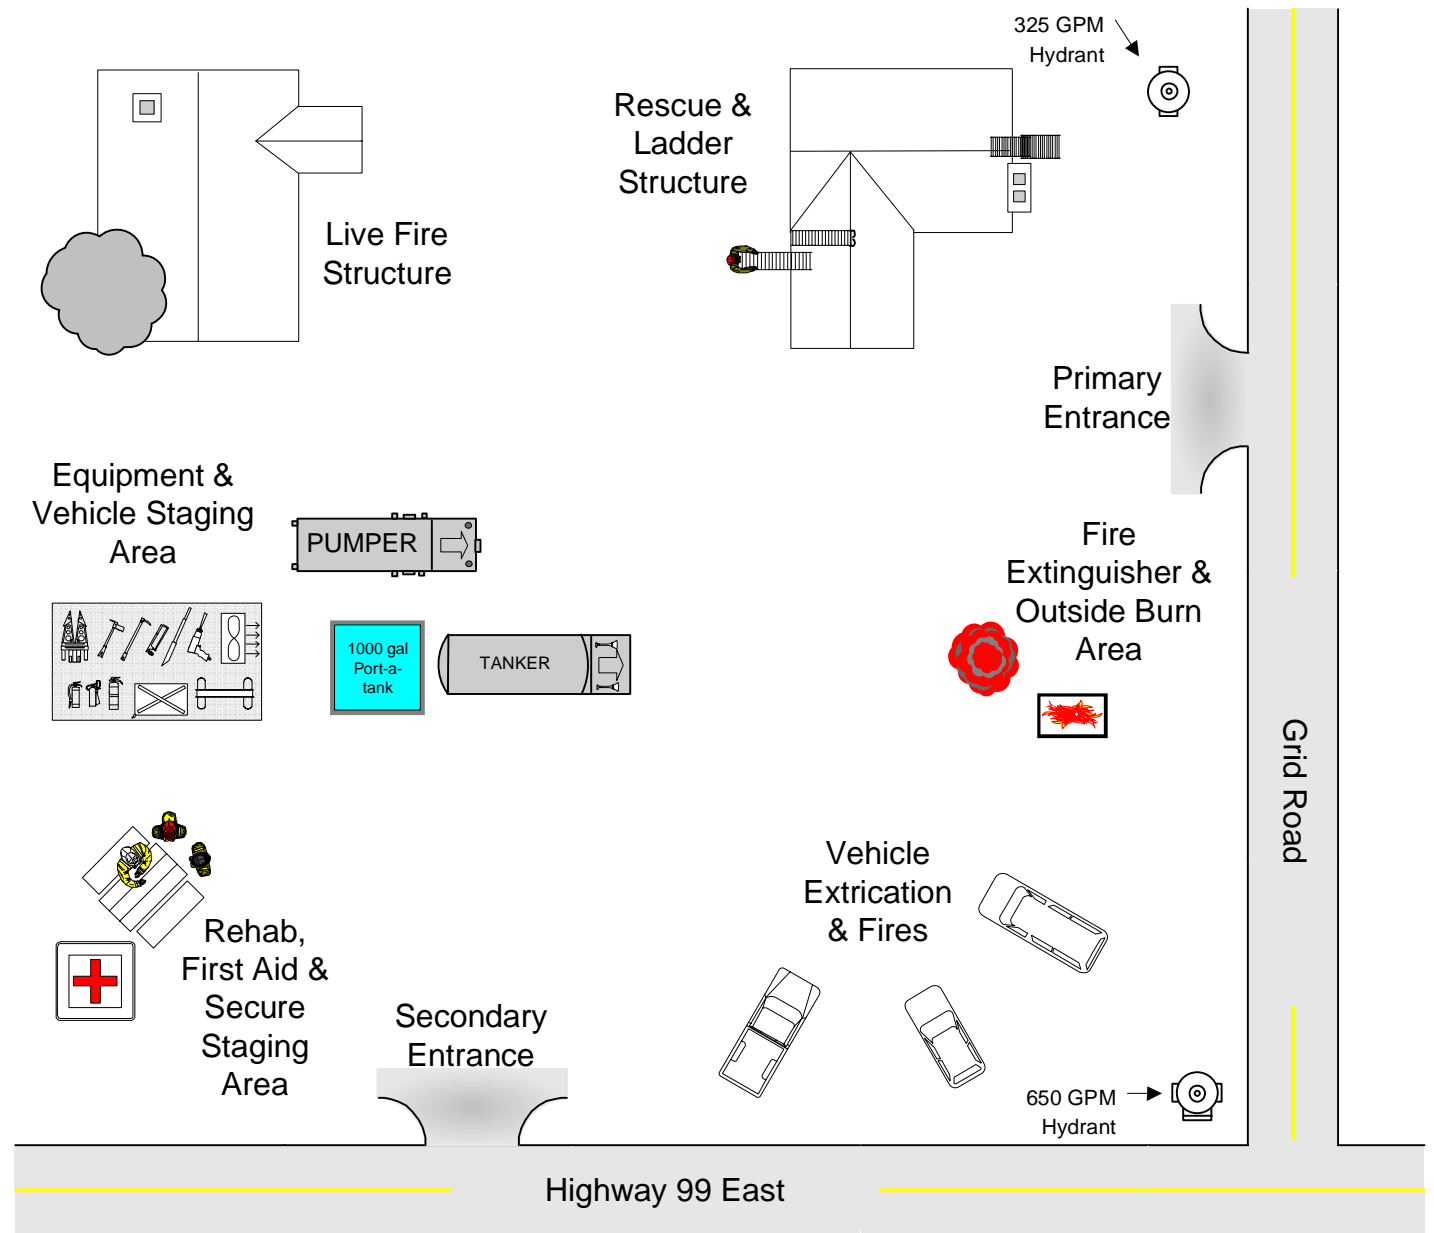 325 GPM
Hydrant
Rescue &
Ladder
Structure
Live Fire
Structure
Primary
Entrance
Equipment &
Vehicle Staging
Area
PUMPER
Fire
Extinguisher &
Outside Burn
Area
1000 gal
Port-a-
tank
TANKER
Grid Road
Vehicle
Extrication
& Fires
Rehab,
First Aid &
Secure
Staging
Area
Secondary
Entrance
650 GPM
Hydrant
Highway 99 East